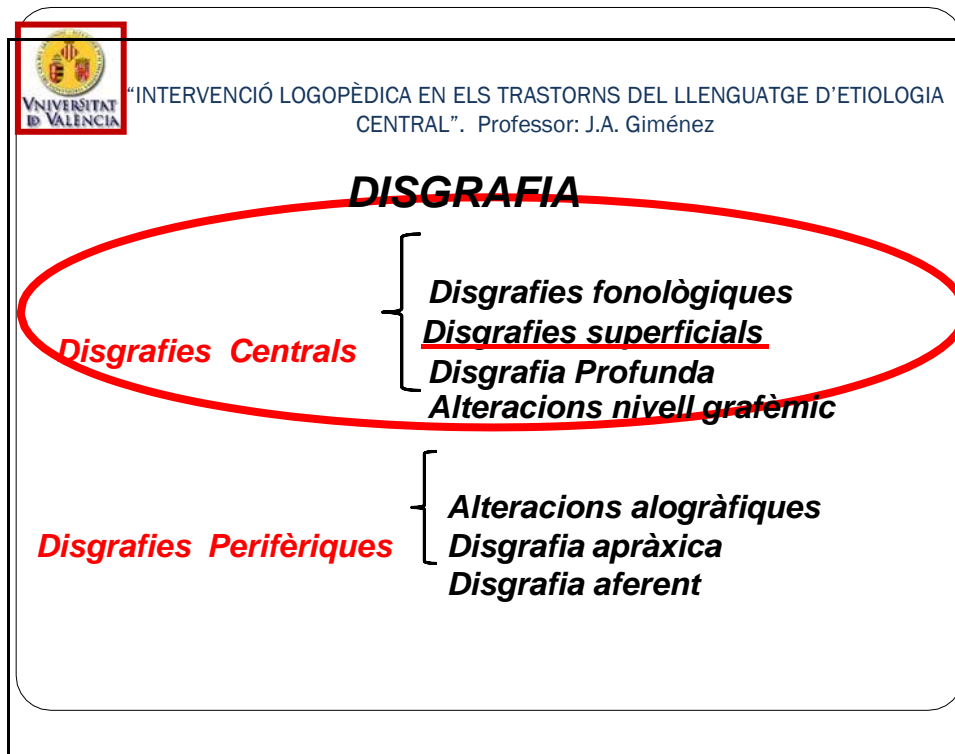 VNIVERSITAT
ID VALÈNCIA
“INTERVENCIÓ LOGOPÈDICA EN ELS TRASTORNS DEL LLENGUATGE D’ETIOLOGIA
CENTRAL”. Professor: J.A. Giménez
DISGRAFIA
Disgrafies Centrals
Disgrafies fonològiques
Disgrafies superficials
Disgrafia Profunda
Alteracions nivell grafèmic
Disgrafies Perifèriques
Alteracions alogràfiques
Disgrafia apràxica
Disgrafia aferent